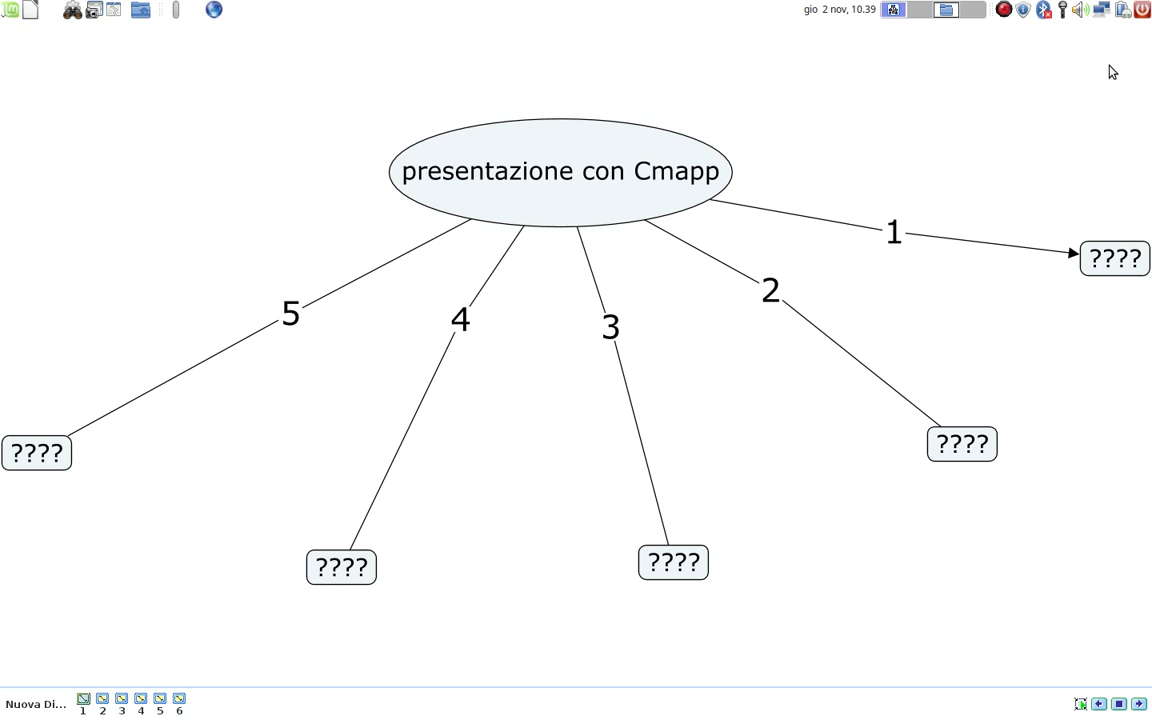 gio 2 nov, 10.39
presentazione con Cmapp
1
????
2
????
3
????
4
????
5
????
Nuova Di...
1 2 3 4 5 6